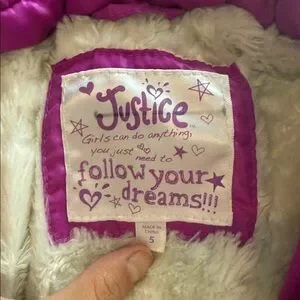 Justice
Girls can do anything,
you just need to
follow your
dreams!!!
MADE IN
CHINA
5